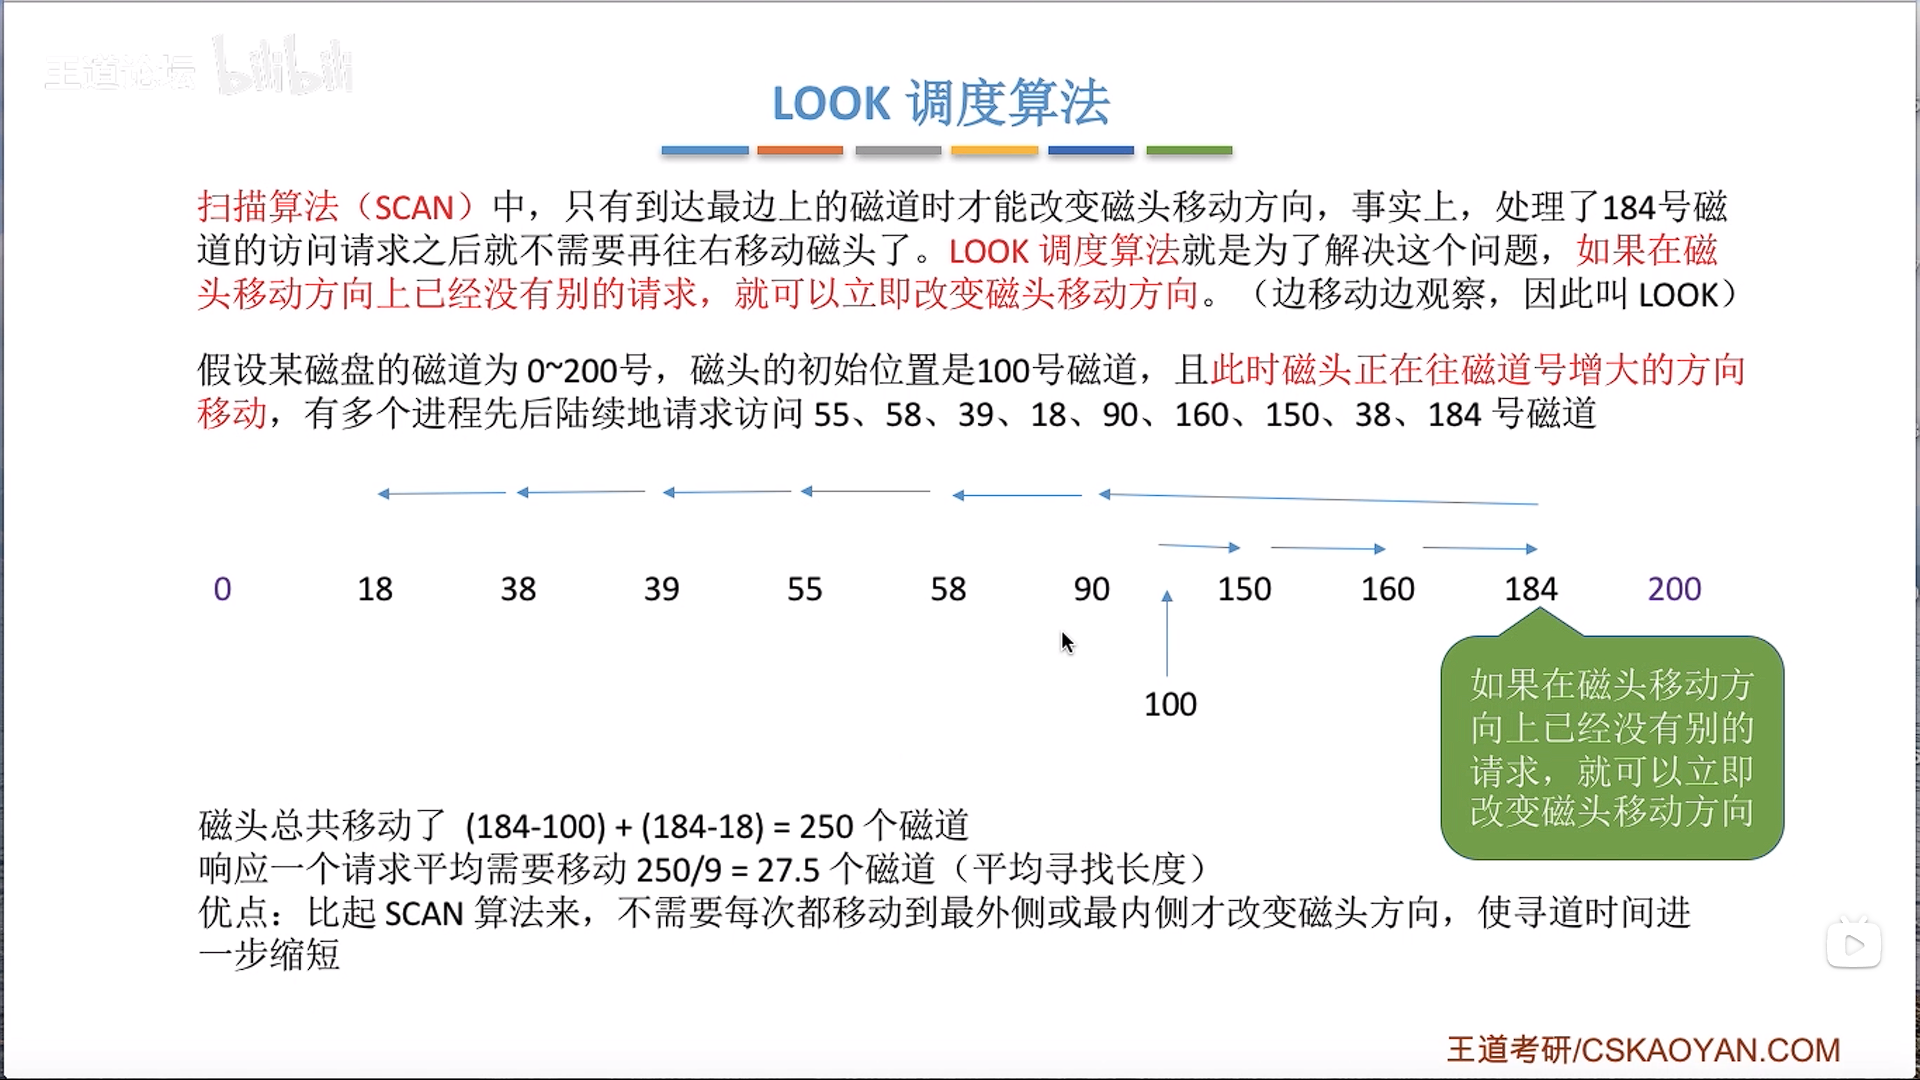 王道论坛 bilibili
LOOK 调度算法
扫描算法（SCAN）中，只有到达最边上的磁道时才能改变磁头移动方向，事实上，处理了184号磁
道的访问请求之后就不需要再往右移动磁头了。LOOK 调度算法就是为了解决这个问题，如果在磁
头移动方向上已经没有别的请求，就可以立即改变磁头移动方向。（边移动边观察，因此叫 LOOK）
假设某磁盘的磁道为 0~200号，磁头的初始位置是100号磁道，且此时磁头正在往磁道号增大的方向
移动，有多个进程先后陆续地请求访问 55、58、39、18、90、160、150、38、184 号磁道
0 18 38 39 55 58 90 150 160 184 200
100
如果在磁头移动方
向上已经没有别的
请求，就可以立即
改变磁头移动方向
磁头总共移动了 (184-100) + (184-18) = 250 个磁道
响应一个请求平均需要移动 250/9 = 27.5 个磁道（平均寻找长度）
优点：比起 SCAN 算法来，不需要每次都移动到最外侧或最内侧才改变磁头方向，使寻道时间进
一步缩短
王道考研/CSKAOYAN.COM